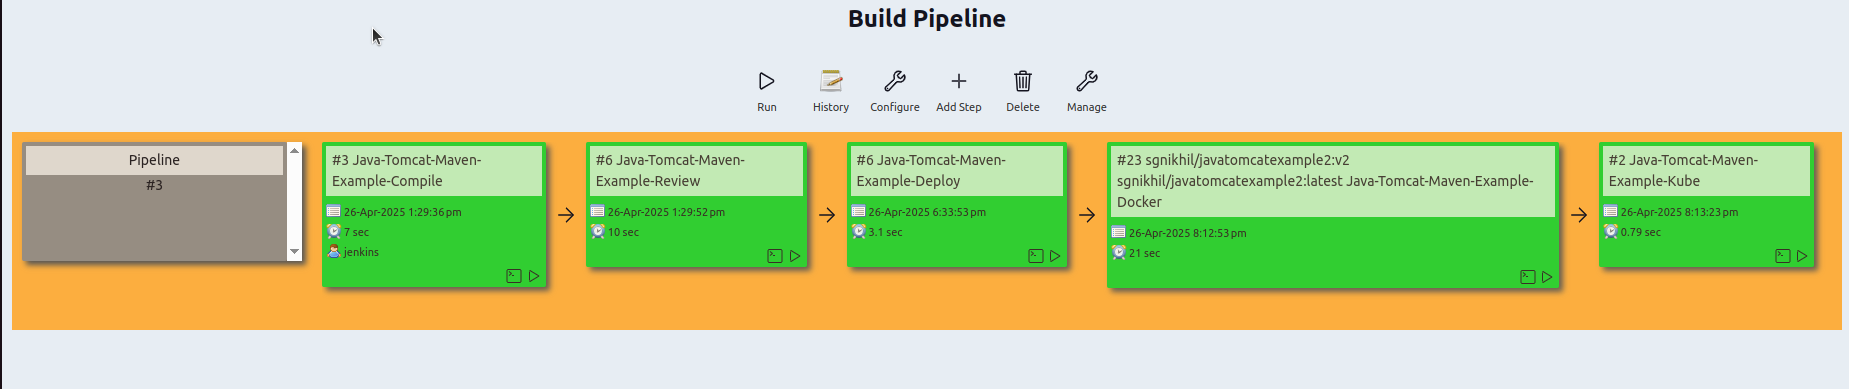 Build Pipeline
Run
History
Configure
Add Step
Delete
Manage
Pipeline
#3
#3 Java-Tomcat-Maven-
Example-Compile
26-Apr-2025 1:29:36 pm
7 sec
jenkins
#6 Java-Tomcat-Maven-
Example-Review
26-Apr-2025 1:29:52 pm
10 sec
#6 Java-Tomcat-Maven-
Example-Deploy
26-Apr-2025 6:33:53 pm
3.1 sec
#23 sgnikhil/javatomcatexample2:v2
sgnikhil/javatomcatexample2:latest Java-Tomcat-Maven-Example-
Docker
26-Apr-2025 8:12:53 pm
21 sec
#2 Java-Tomcat-Maven-
Example-Kube
26-Apr-2025 8:13:23 pm
0.79 sec